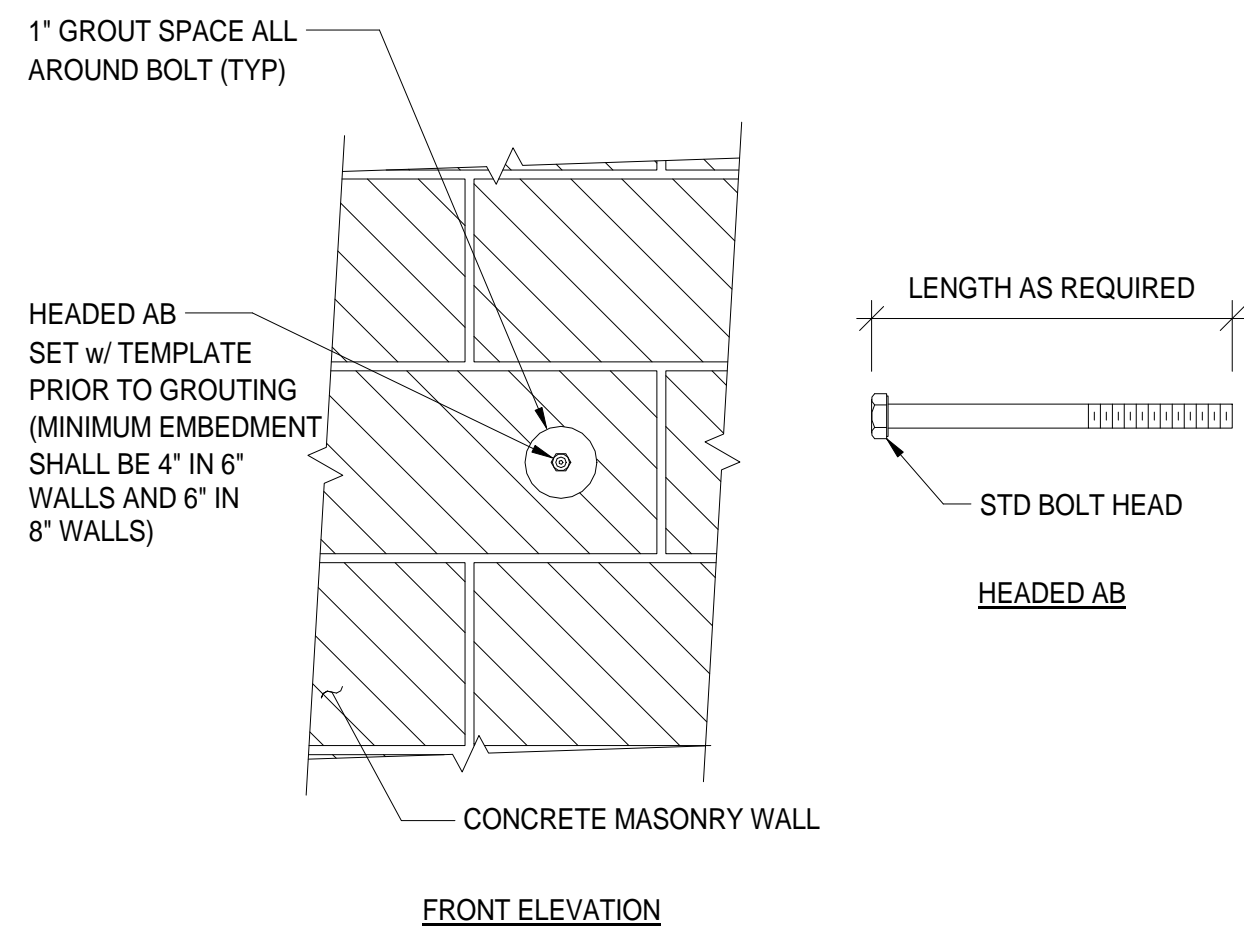 1" GROUT SPACE ALL
AROUND BOLT (TYP)
HEADED AB
SET w/ TEMPLATE
PRIOR TO GROUTING
(MINIMUM EMBEDMENT
SHALL BE 4" IN 6"
WALLS AND 6" IN
8" WALLS)
CONCRETE MASONRY WALL
FRONT ELEVATION
LENGTH AS REQUIRED
STD BOLT HEAD
HEADED AB